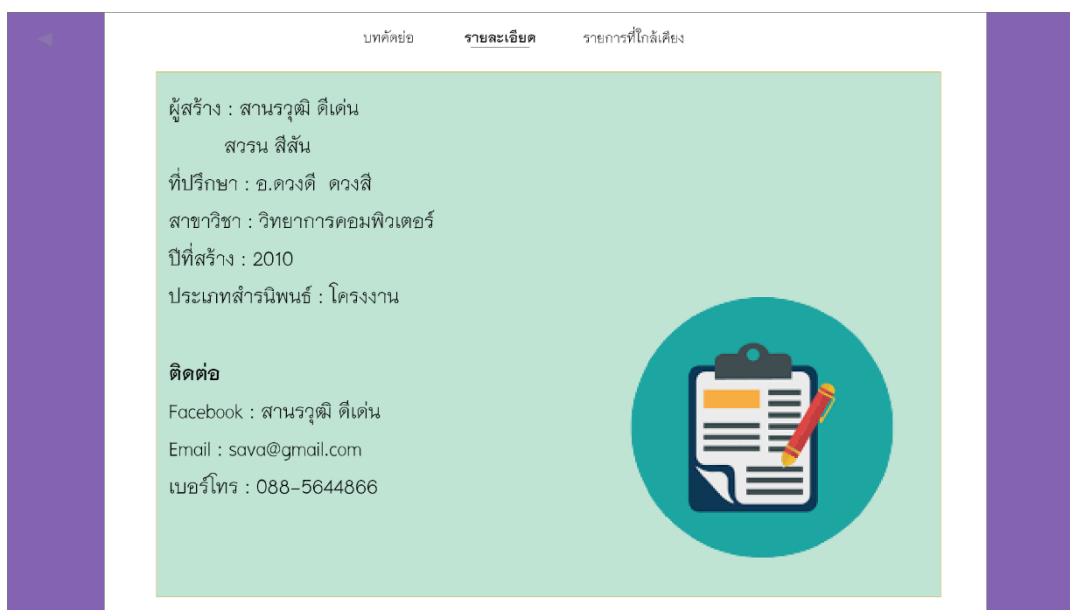 บทคัดย่อ รายละเอียด รายการที่ใกล้เคียง
ผู้สร้าง : สานรวุฒิ ดีเด่น
สวรน สีสัน
ที่ปรึกษา : อ.ดวงดี ดวงสี
สาขาวิชา : วิทยาการคอมพิวเตอร์
ปีที่สร้าง : 2010
ประเภทสำรนิพนธ์ : โครงงาน
ติดต่อ
Facebook : สานรวุฒิ ดีเด่น
Email : sava@gmail.com
เบอร์โทร : 088-5644866